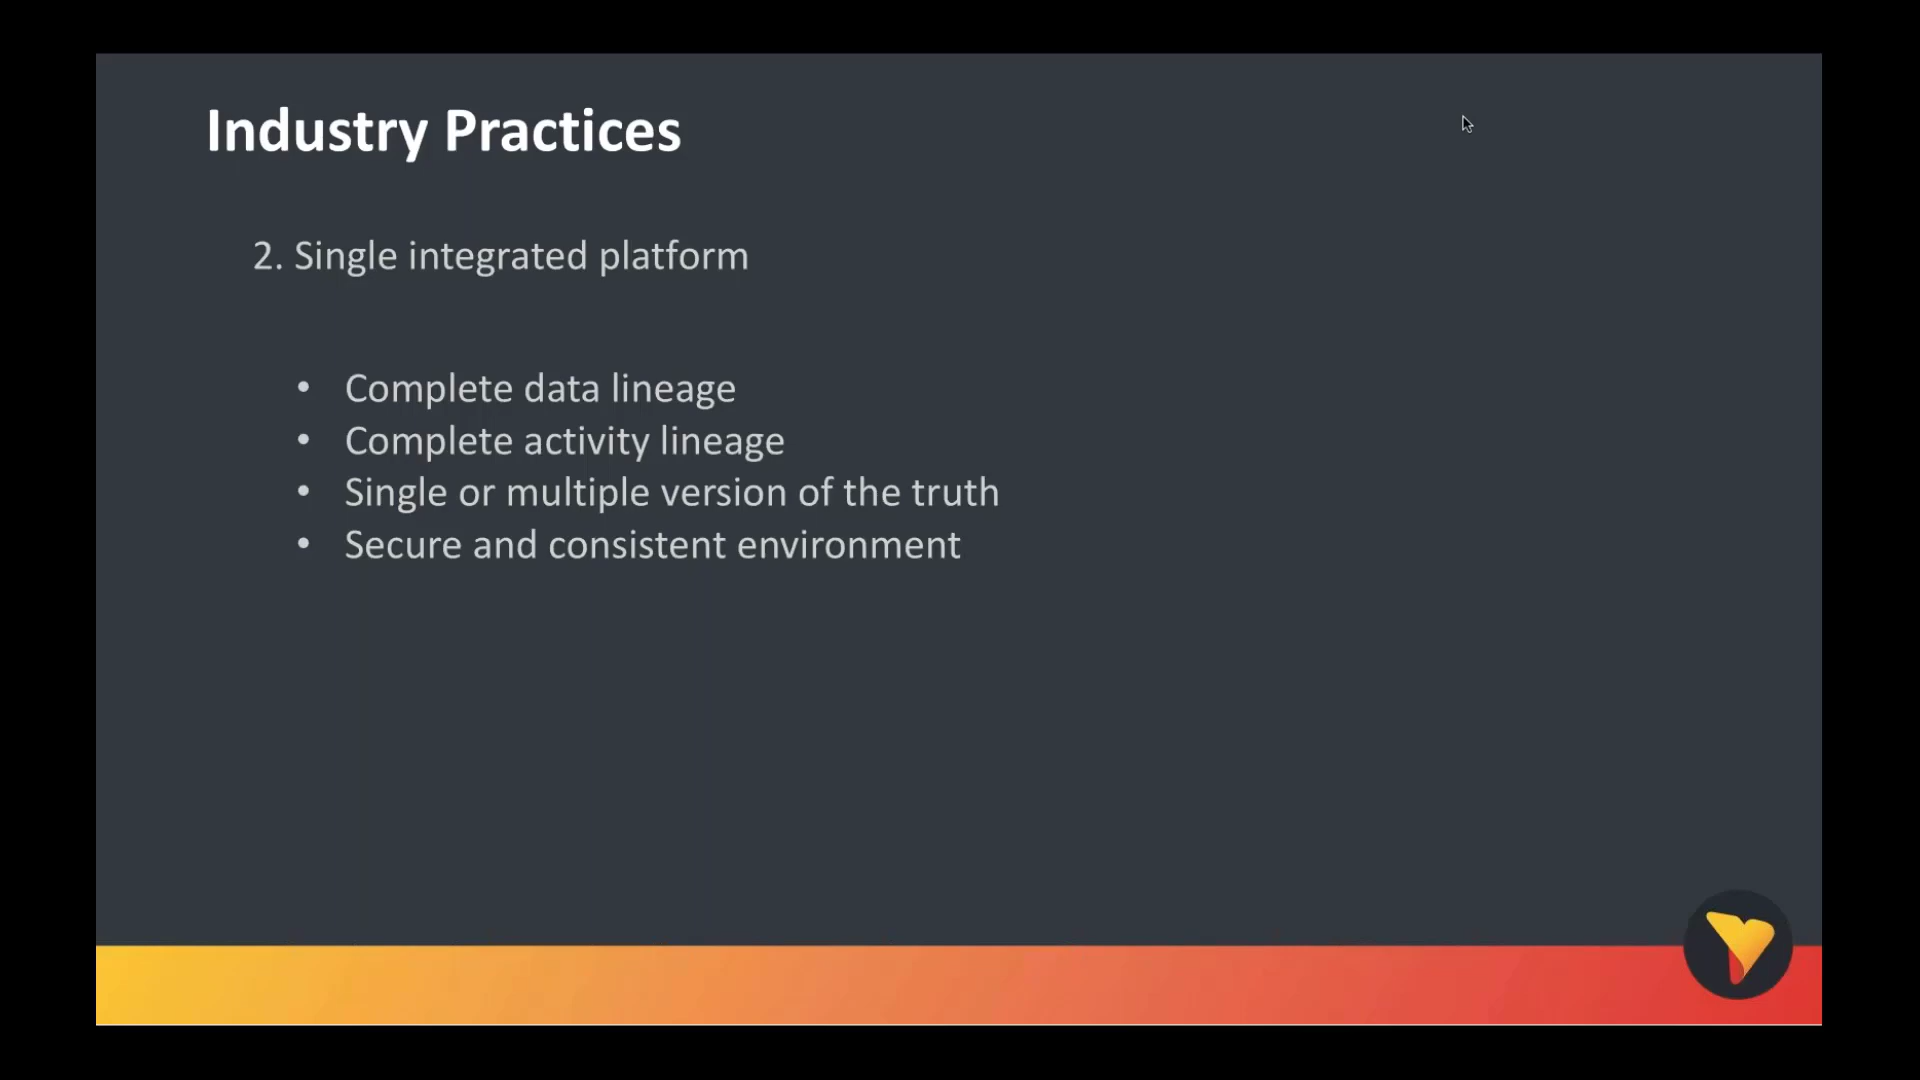 Industry Practices
2. Single integrated platform
• Complete data lineage
• Complete activity lineage
• Single or multiple version of the truth
• Secure and consistent environment